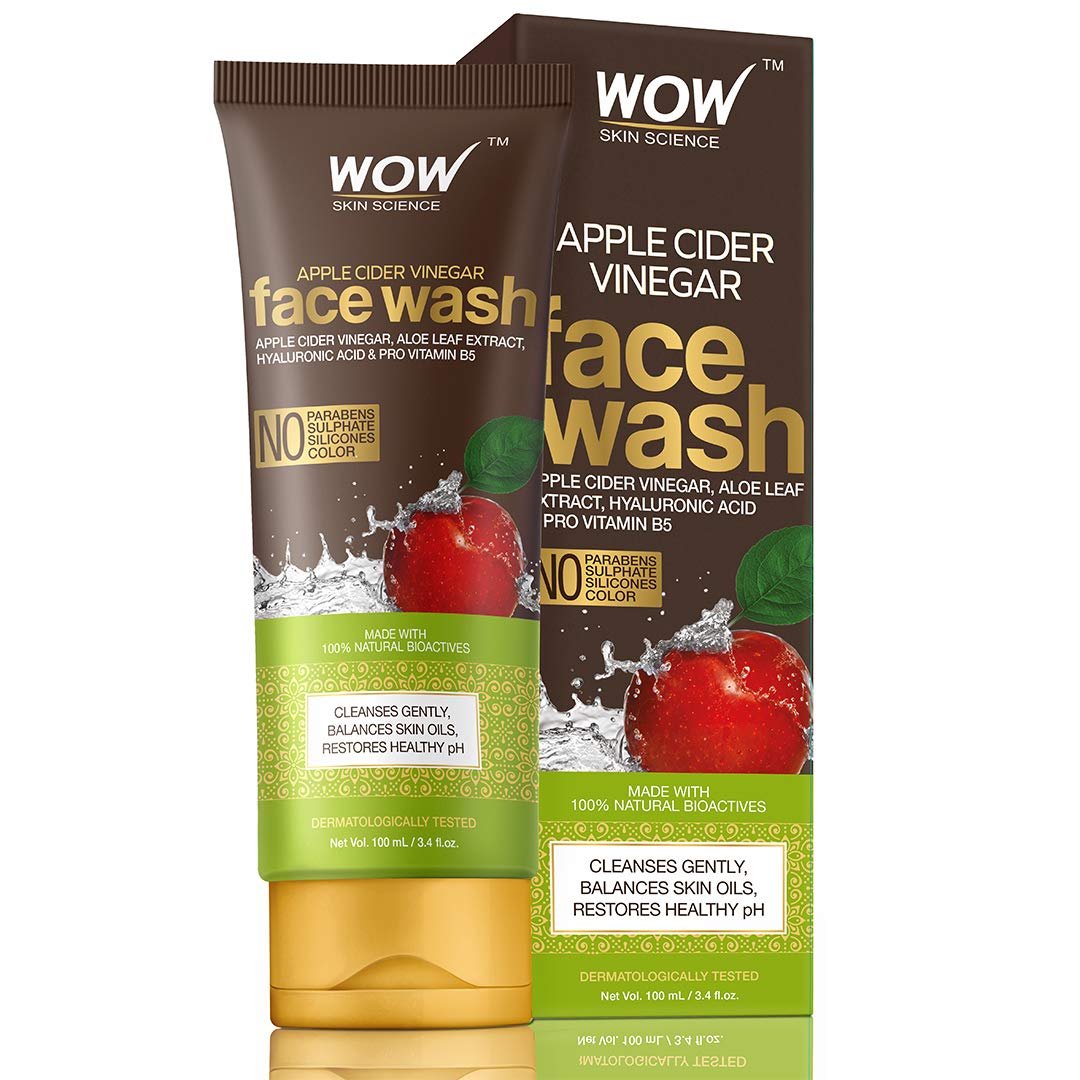 WOW™
SKIN SCIENCE
APPLE CIDER VINEGAR
face wash
APPLE CIDER VINEGAR, ALOE LEAF EXTRACT,
HYALURONIC ACID & PRO VITAMIN B5
NO PARABENS
SULPHATE
SILICONES
COLOR
MADE WITH
100% NATURAL BIOACTIVES
CLEANSES GENTLY,
BALANCES SKIN OILS,
RESTORES HEALTHY pH
DERMATOLOGICALLY TESTED
Net Vol. 100 mL / 3.4 fl.oz.
WOW™
SKIN SCIENCE
APPLE CIDER
VINEGAR
face
wash
PPLE CIDER VINEGAR, ALOE LEAF
XTRACT, HYALURONIC ACID
PRO VITAMIN B5
NO PARABENS
SULPHATE
SILICONES
COLOR
MADE WITH
100% NATURAL BIOACTIVES
CLEANSES GENTLY,
BALANCES SKIN OILS,
RESTORES HEALTHY pH
DERMATOLOGICALLY TESTED
Net Vol. 100 mL / 3.4 fl.oz.